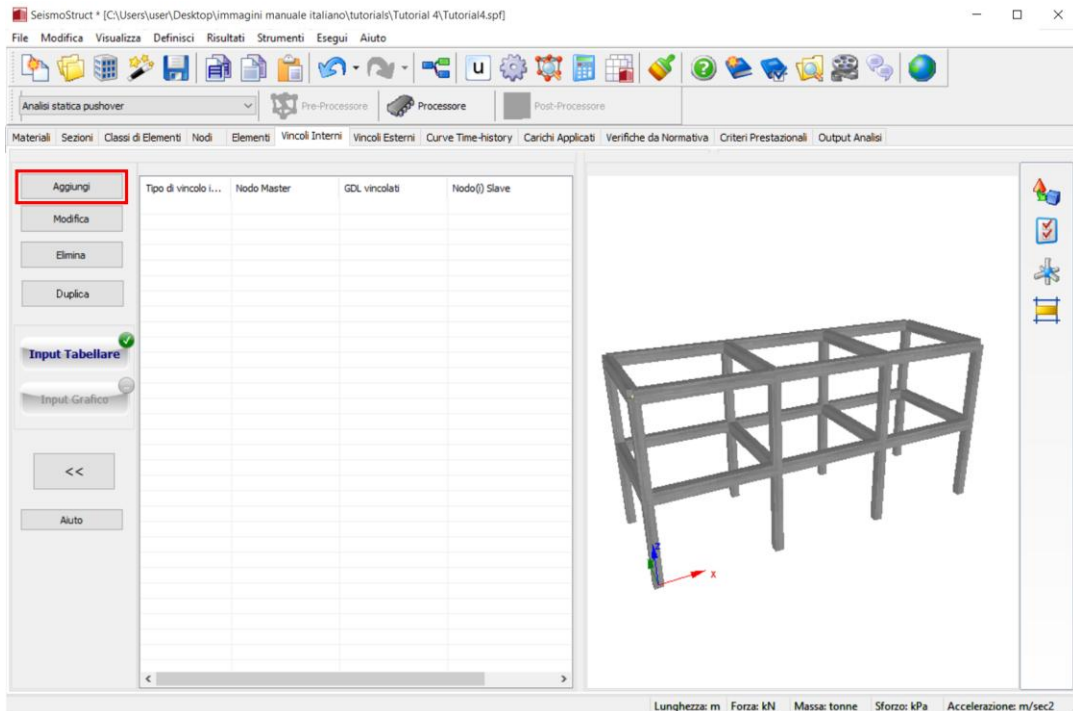 SeismoStruct * [C:\Users\user\Desktop\immagini manuale italiano\tutorials\Tutorial 4\Tutorial4.spf]
File Modifica Visualizza Definisci Risultati Strumenti Esegui Aiuto
u
Analisi statica pushover Pre-Processore Processore Post-Processore
Materiali Sezioni Classi di Elementi Nodi Elementi Vincoli Interni Vincoli Esterni Curve Time-history Carichi Applicati Verifiche da Normativa Criteri Prestazionali Output Analisi
Aggiungi
Modifica
Elimina
Duplica
Input Tabellare
Input Grafico
<<
Aiuto
Tipo di vincolo i... Nodo Master GDL vincolati Nodo(i) Slave
z
x
Lunghezza: m Forza: kN Massa: tonne Sforzo: kPa Accelerazione: m/sec2